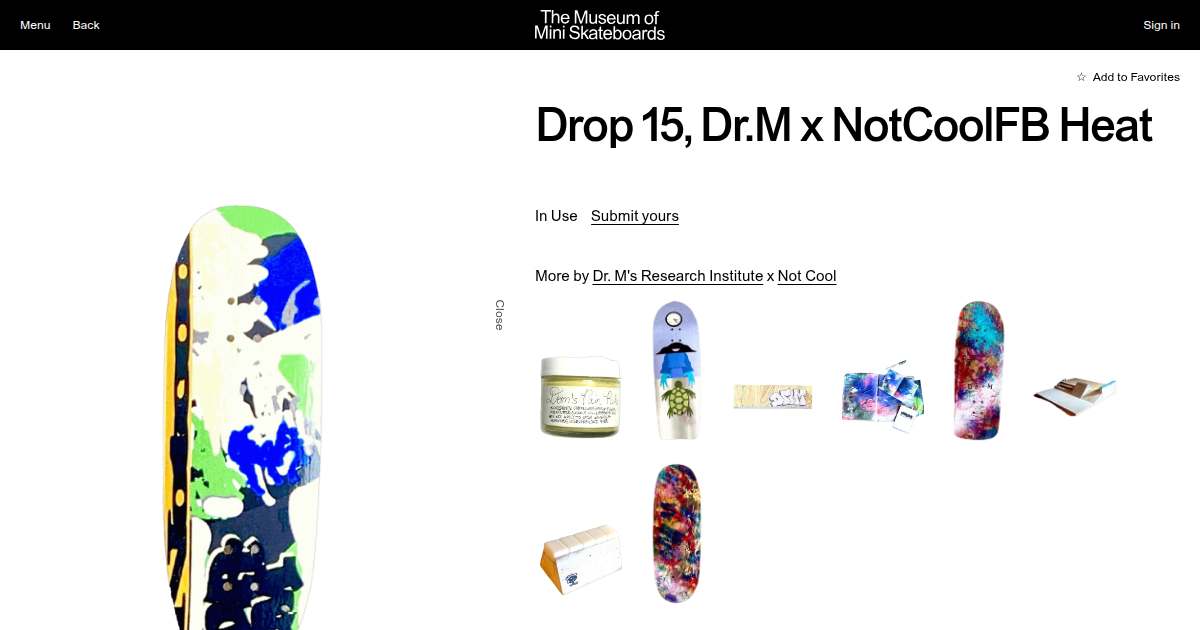 Menu
Back
The Museum of
Mini Skateboards
Sign in
☆ Add to Favorites
Drop 15, Dr.M x NotCoolFB Heat
In Use
Submit yours
Close
More by Dr. M's Research Institute x Not Cool